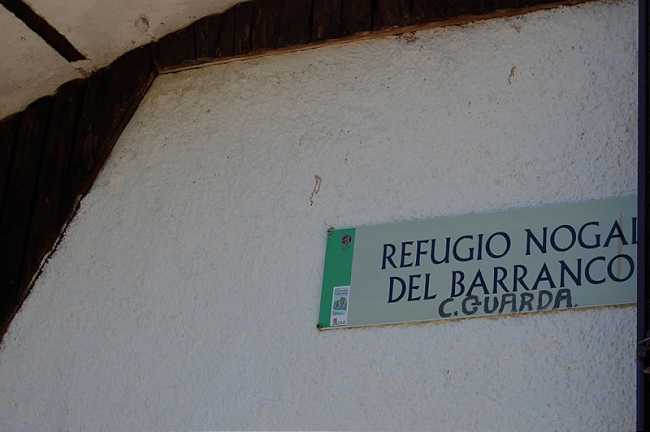 REFUGIO NOGAL
DEL BARRANCO
C. GUARDA.